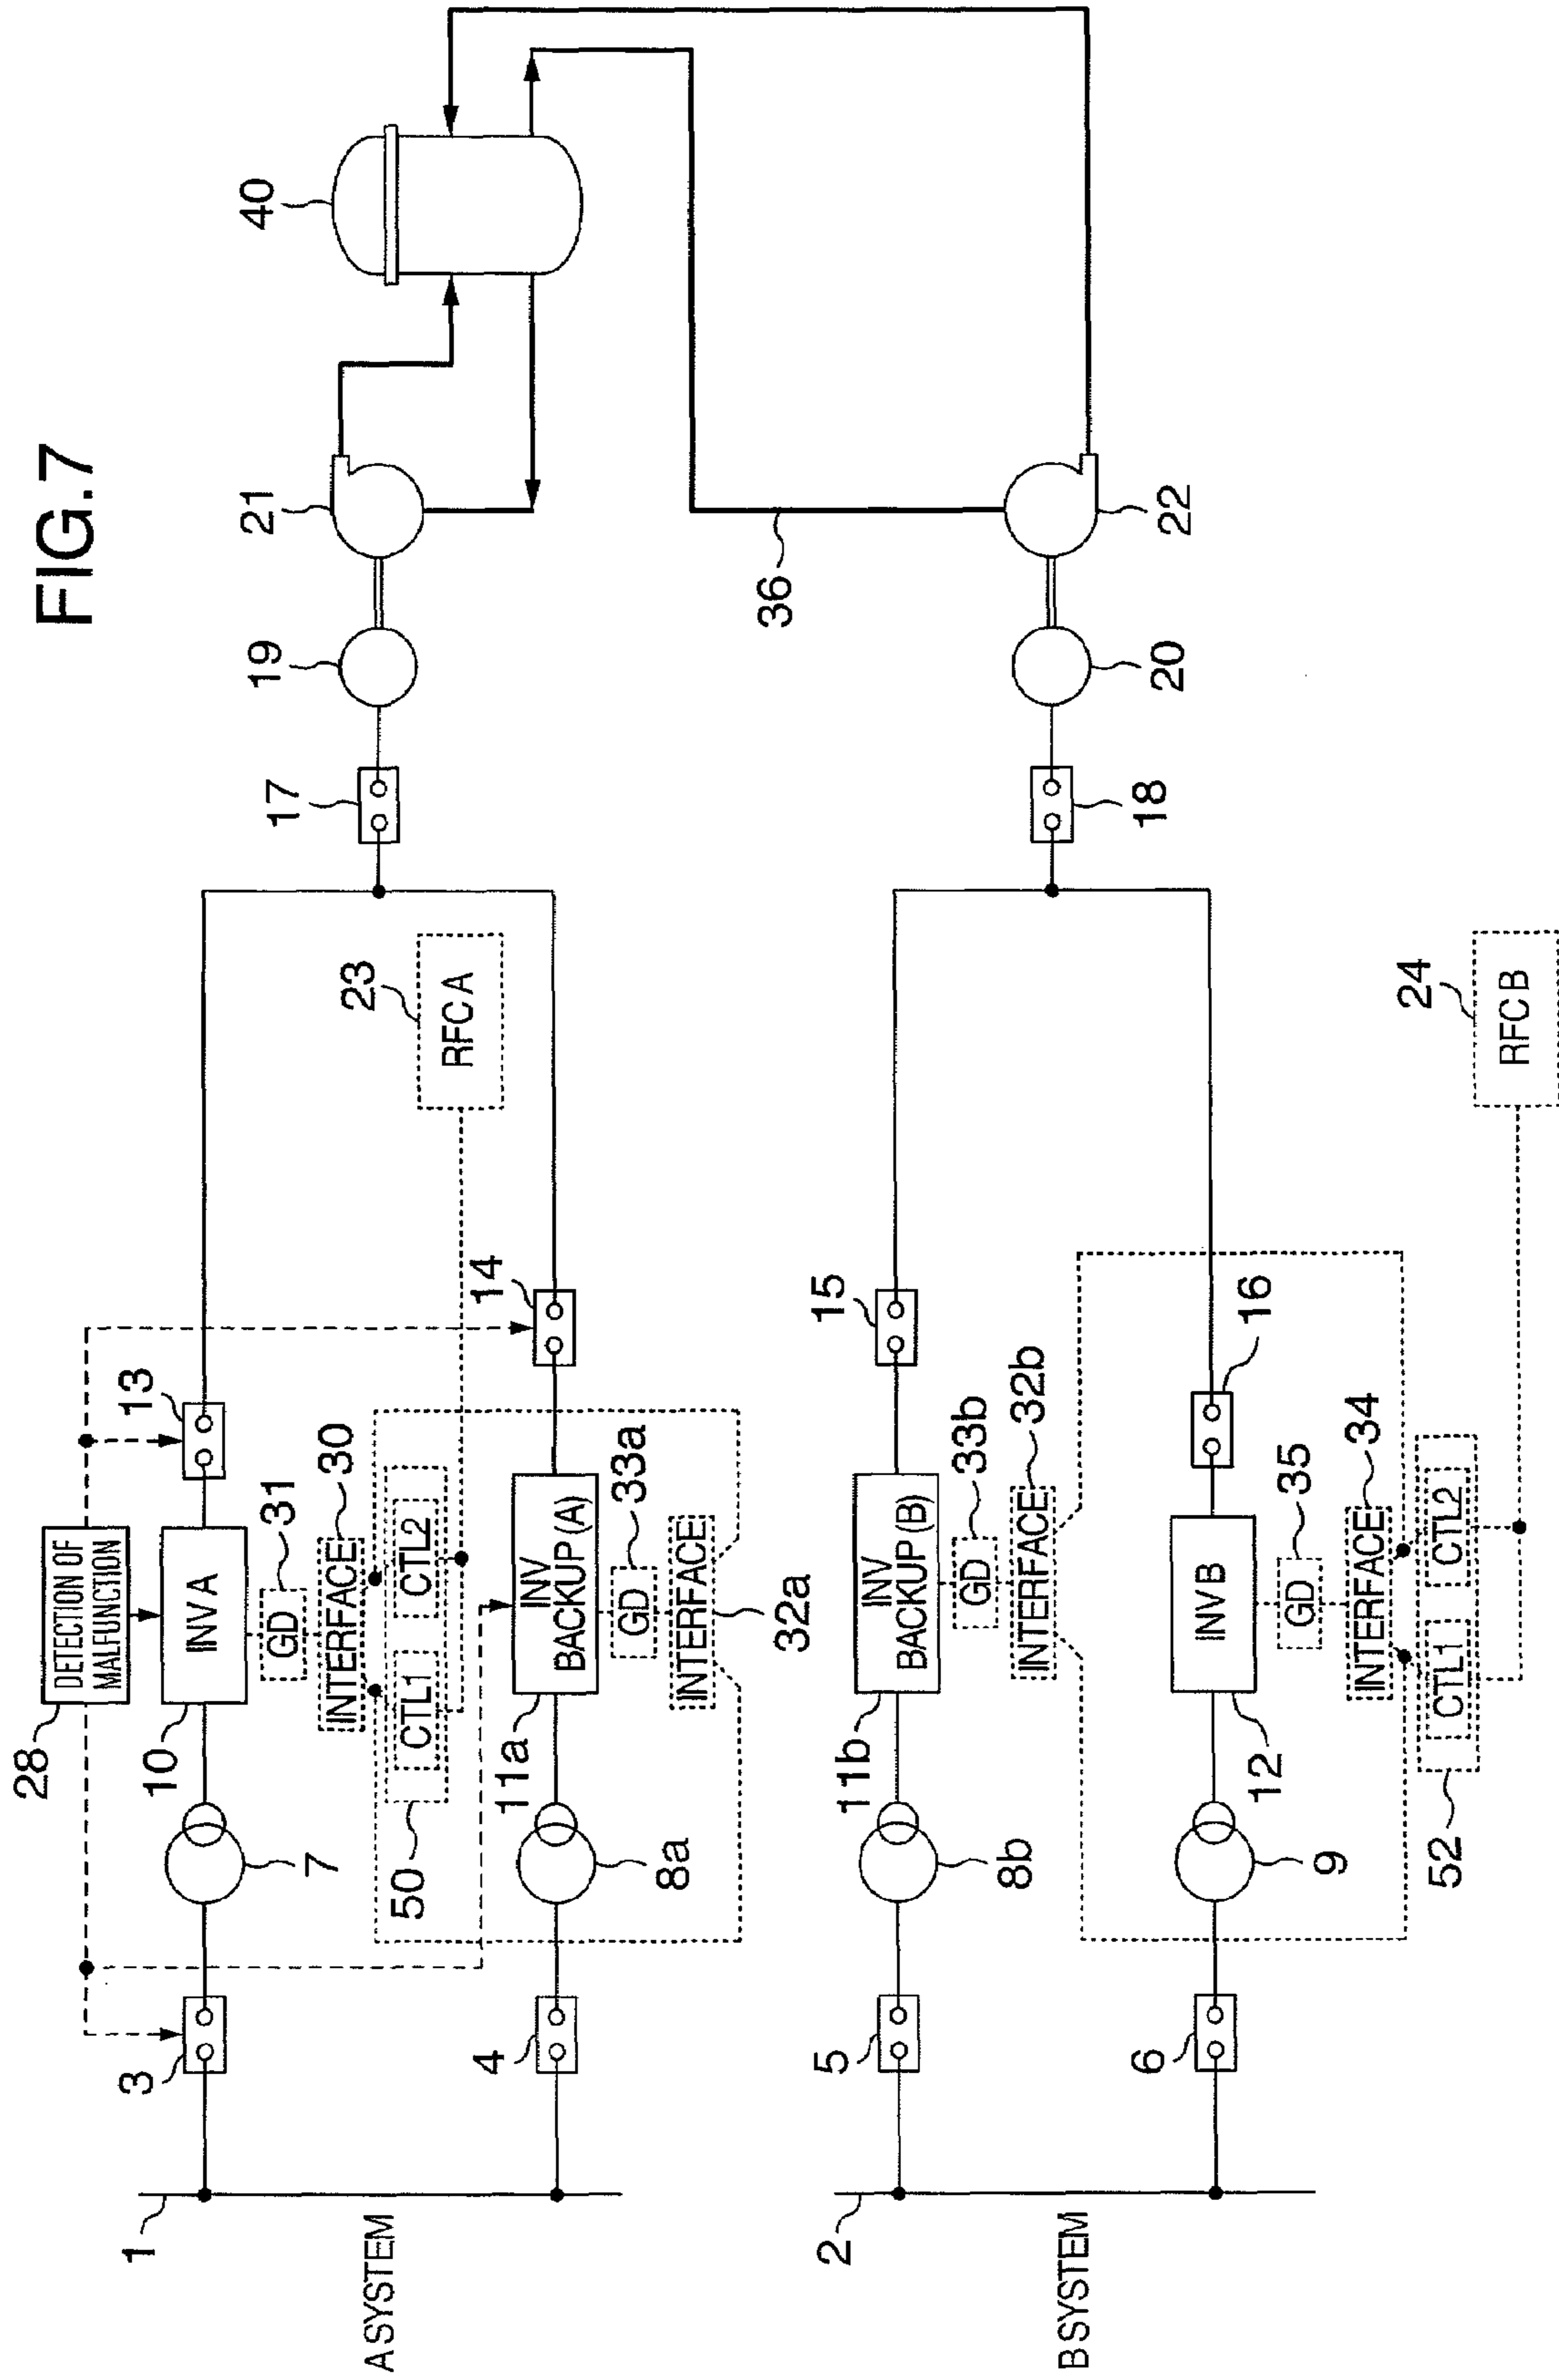 FIG.7
28
DETECTION OF
MALFUNCTION
13
17
19
21
40
3
7
10
INV A
31
GD
30
INTERFACE
50
CTL1
CTL2
14
23
RFC A
1
A SYSTEM
4
8a
11a
INV
BACKUP (A)
33a
GD
INTERFACE
32a
36
15
5
8b
11b
INV
BACKUP (B)
33b
GD
32b
INTERFACE
2
B SYSTEM
18
20
22
6
9
12
INV B
16
35
GD
34
INTERFACE
52
CTL1
CTL2
24
RFC B